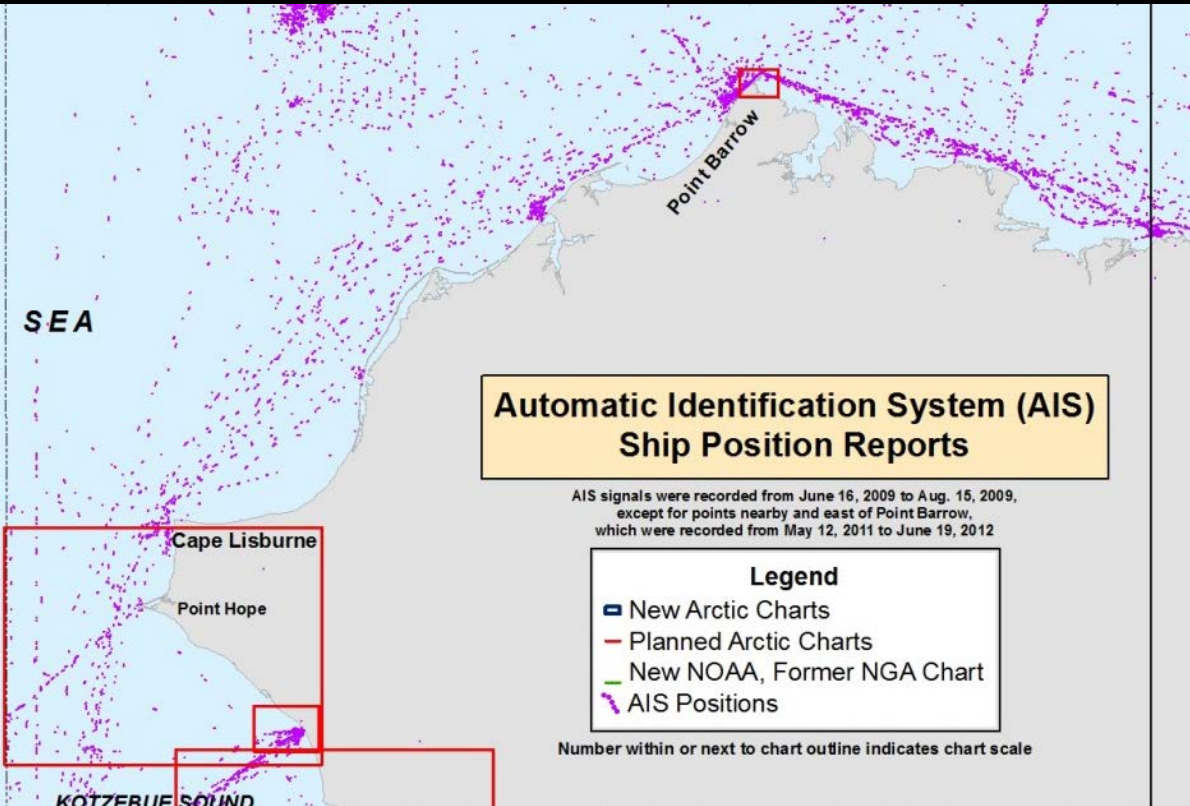 Point Barrow
SEA
Automatic Identification System (AIS)
Ship Position Reports
AIS signals were recorded from June 16, 2009 to Aug. 15, 2009,
except for points nearby and east of Point Barrow,
which were recorded from May 12, 2011 to June 19, 2012
Cape Lisburne
Point Hope
Legend
New Arctic Charts
Planned Arctic Charts
New NOAA, Former NGA Chart
AIS Positions
Number within or next to chart outline indicates chart scale
KOTZEBUE SOUND